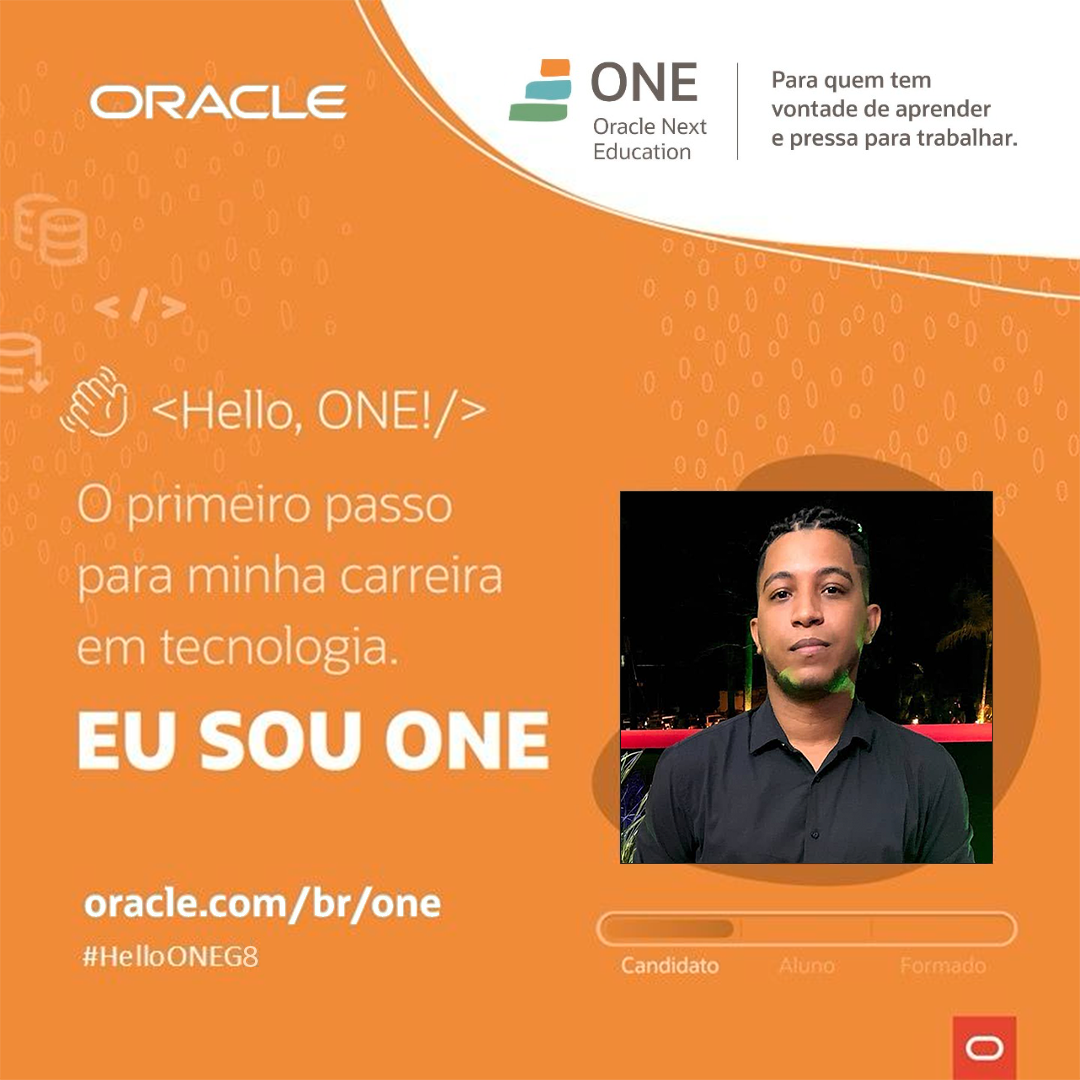 ORACLE
ONE
Oracle Next
Education
Para quem tem
vontade de aprender
e pressa para trabalhar.
</>
<Hello, ONE!/>
O primeiro passo
para minha carreira
em tecnologia.
EU SOU ONE
oracle.com/br/one
#HelloONEG8
Candidato Aluno Formado